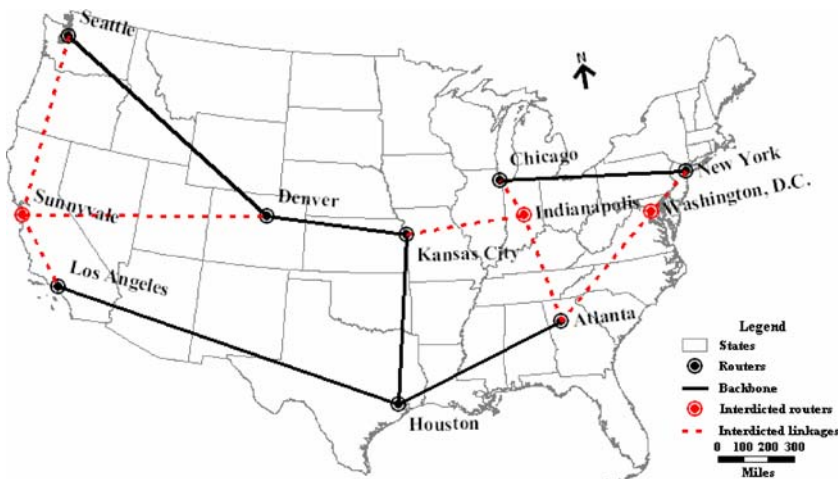 Seattle
N
Chicago
New York
Sunnyvale
Denver
Indianapolis
Washington, D.C.
Kansas City
Los Angeles
Atlanta
Houston
Legend
States
Routers
Backbone
Interdicted routers
Interdicted linkages
0 100 200 300
Miles